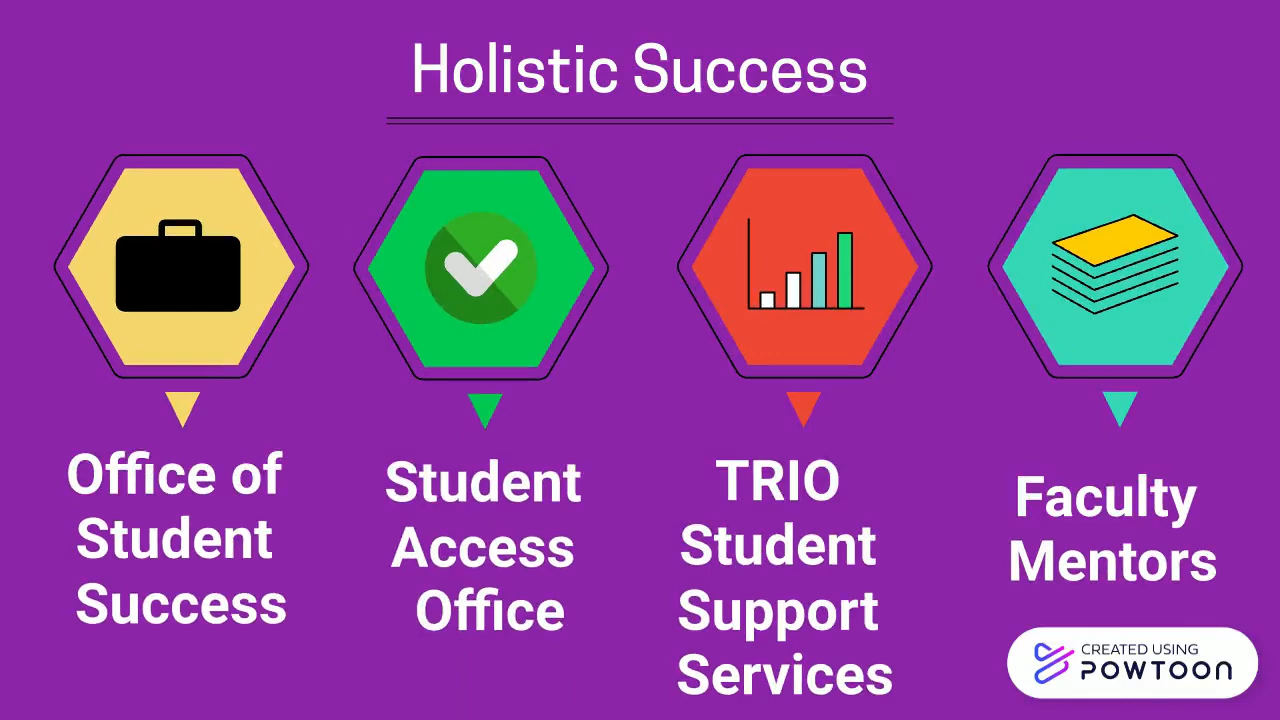 Holistic Success
Office of
Student
Success
Student
Access
Office
TRIO
Student
Support
Services
Faculty
Mentors
CREATED USING
POWTOON